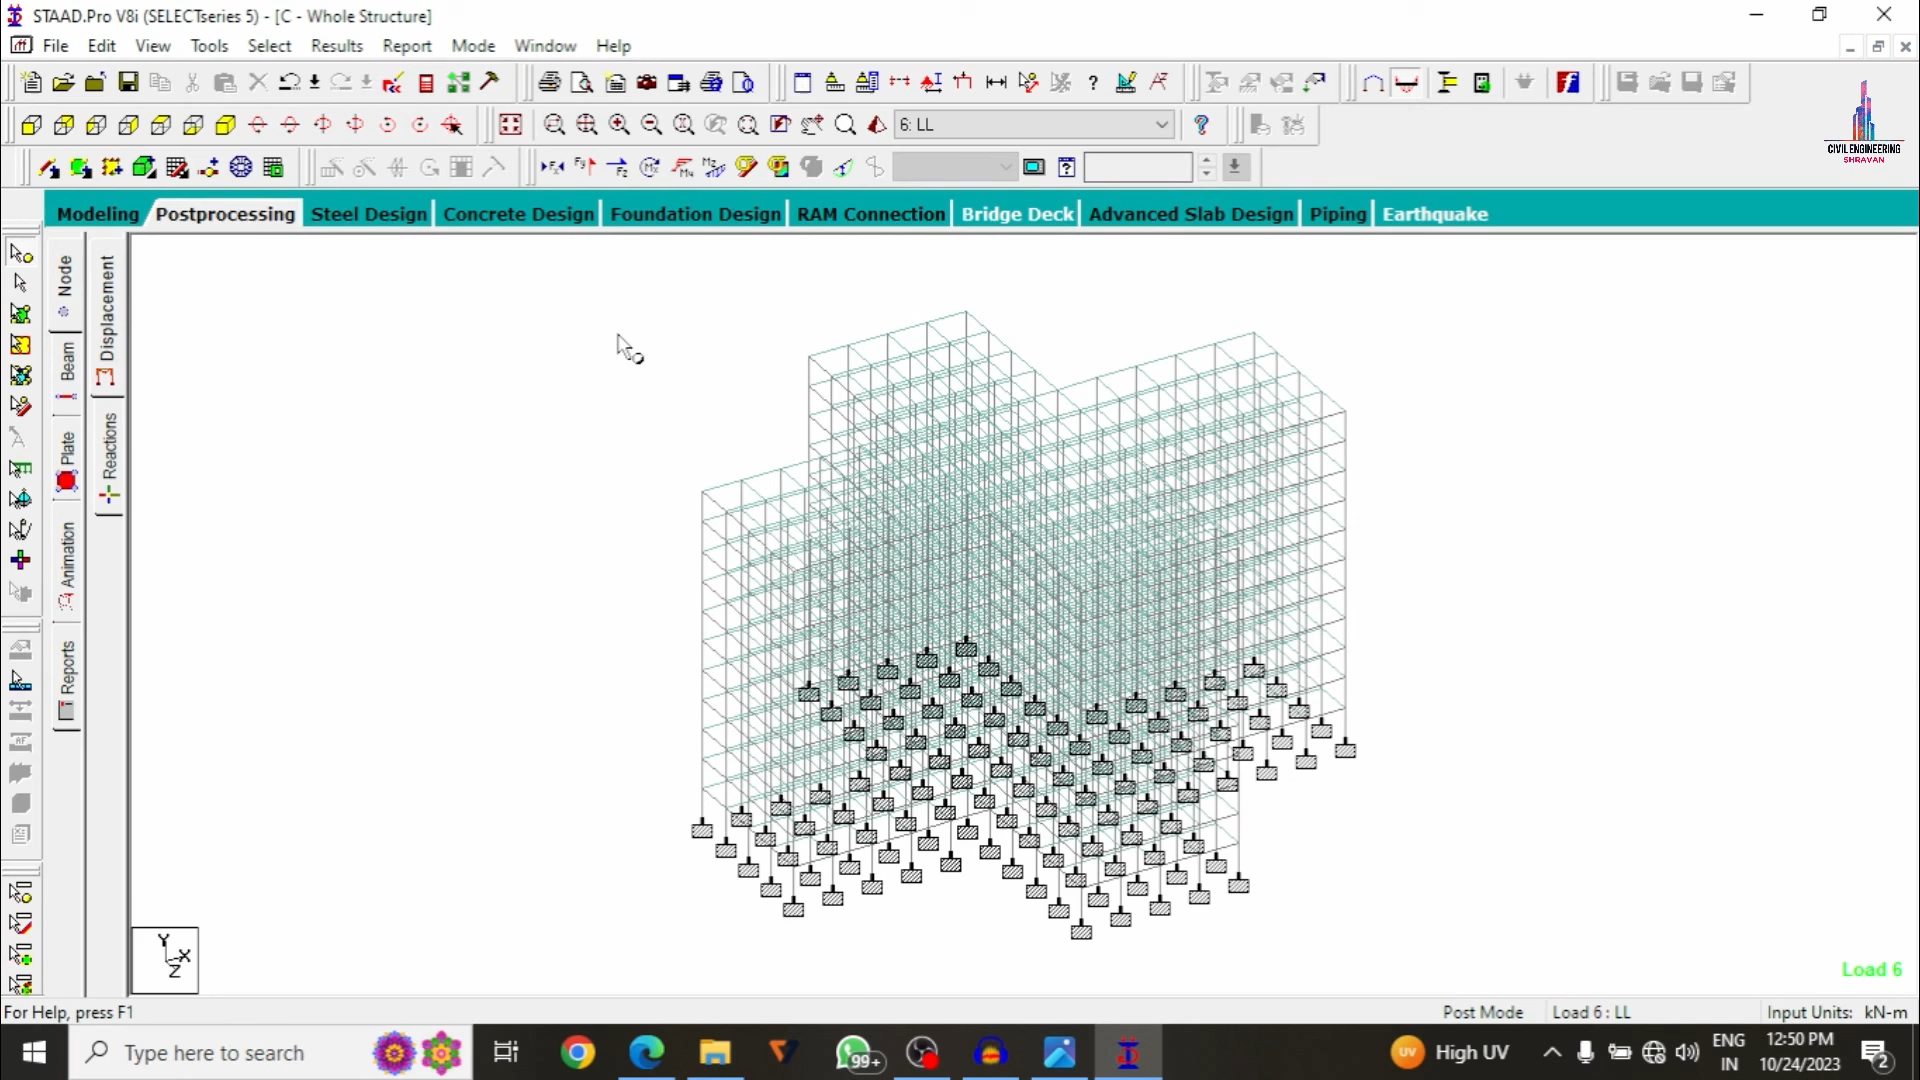 STAAD.Pro V8i (SELECTseries 5) - [C - Whole Structure]
File Edit View Tools Select Results Report Mode Window Help
6: LL
CIVIL ENGINEERING
SHRAVAN
Modeling Postprocessing Steel Design Concrete Design Foundation Design RAM Connection Bridge Deck Advanced Slab Design Piping Earthquake
Node
Beam
Plate
Animation
Reports
Displacement
Reactions
Y
X
Z
Load 6
For Help, press F1
Post Mode
Load 6 : LL
Input Units: kN-m
Type here to search
99+
UV
High UV
ENG
IN
12:50 PM
10/24/2023
2